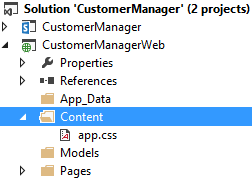 Solution 'CustomerManager' (2 projects)
CustomerManager
CustomerManagerWeb
Properties
References
App_Data
Content
app.css
Models
Pages